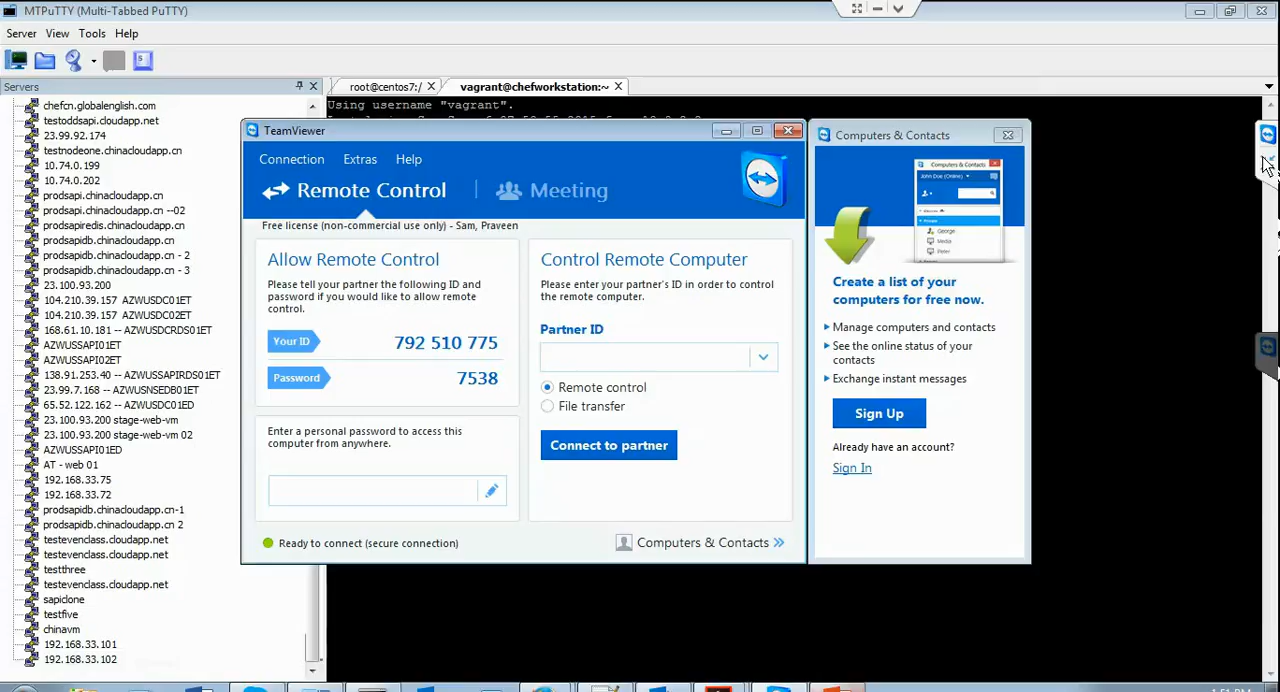 MTPuTTY (Multi-Tabbed PuTTY)
Server View Tools Help
Servers
root@centos7:/
vagrant@chefworkstation:~
chefcn.globalenglish.com
testoddsapi.cloudapp.net
23.99.92.174
testnodeone.chinacloudapp.cn
10.74.0.199
10.74.0.202
prodsapi.chinacloudapp.cn
prodsapi.chinacloudapp.cn --02
prodsapiredis.chinacloudapp.cn
prodsapidb.chinacloudapp.cn
prodsapidb.chinacloudapp.cn - 2
prodsapidb.chinacloudapp.cn - 3
23.100.93.200
104.210.39.157 AZWUSDC01ET
104.210.39.157 AZWUSDC02ET
168.61.10.181 -- AZWUSDCRDS01ET
AZWUSSAPI01ET
AZWUSSAPI02ET
138.91.253.40 -- AZWUSSAPIRDS01ET
23.99.7.168 -- AZWUSNSEDB01ET
65.52.122.162 -- AZWUSDC01ED
23.100.93.200 stage-web-vm
23.100.93.200 stage-web-vm 02
AZWUSSAPI01ED
AT - web 01
192.168.33.75
192.168.33.72
prodsapidb.chinacloudapp.cn-1
prodsapidb.chinacloudapp.cn 2
testevenclass.cloudapp.net
testevenclass.cloudapp.net
testthree
testevenclass.cloudapp.net
sapiclone
testfive
chinavm
192.168.33.101
192.168.33.102
Using username "vagrant".
TeamViewer
Connection Extras Help
Remote Control
Meeting
Free license (non-commercial use only) - Sam, Praveen
Allow Remote Control
Please tell your partner the following ID and
password if you would like to allow remote
control.
Your ID 792 510 775
Password 7538
Enter a personal password to access this
computer from anywhere.
Ready to connect (secure connection)
Control Remote Computer
Please enter your partner's ID in order to control
the remote computer.
Partner ID
Remote control
File transfer
Connect to partner
Computers & Contacts
Computers & Contacts
Computers & Contacts
John Doe (Online)
George
Media
Create a list of your
computers for free now.
Manage computers and contacts
See the online status of your
contacts
Exchange instant messages
Sign Up
Already have an account?
Sign In